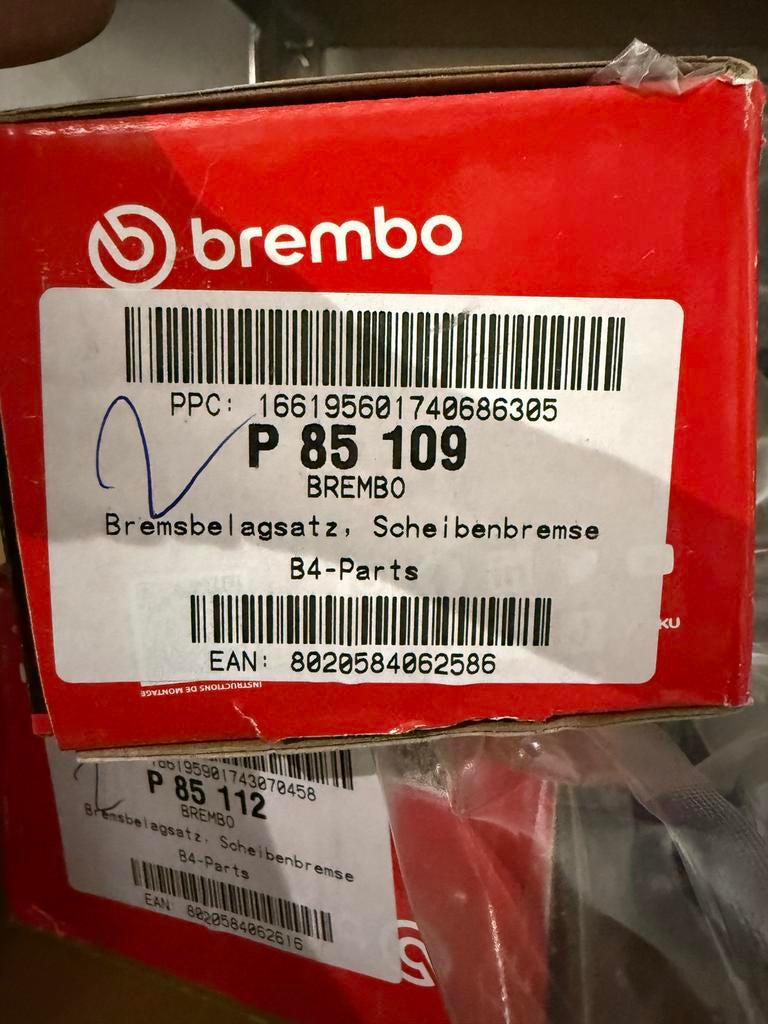 brembo
PPC: 166195601740686305
P 85 109
BREMBO
Bremsbelagsatz, Scheibenbremse
B4-Parts
KU
EAN: 8020584062586
INSTRUCTIONS DE MONTAGE
166195901743070458
P 85 112
BREMBO
Bremsbelagsatz, Scheibenbremse
B4-Parts
EAN: 8020584062616